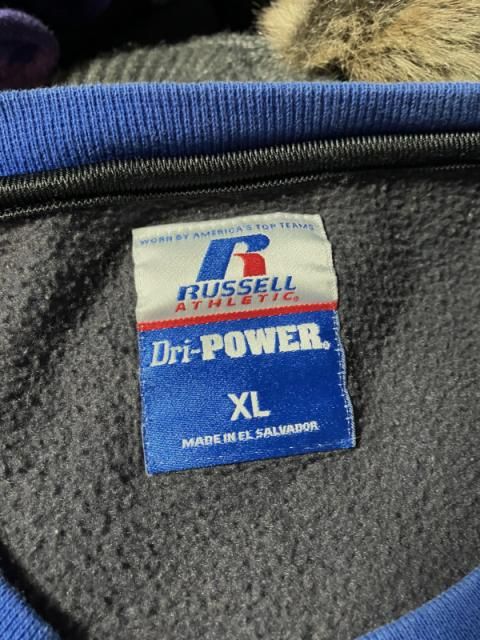 WORN BY AMERICA'S TOP TEAMS
R
RUSSELL
ATHLETIC®
Dri-POWER®
XL
MADE IN EL SALVADOR